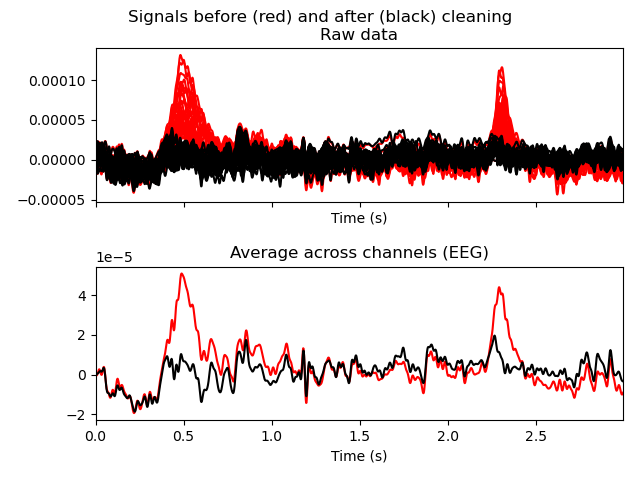 Signals before (red) and after (black) cleaning
Raw data
0.00010
0.00005
0.00000
−0.00005
Time (s)
Average across channels (EEG)
1e−5
4
2
0
−2
0.0 0.5 1.0 1.5 2.0 2.5
Time (s)